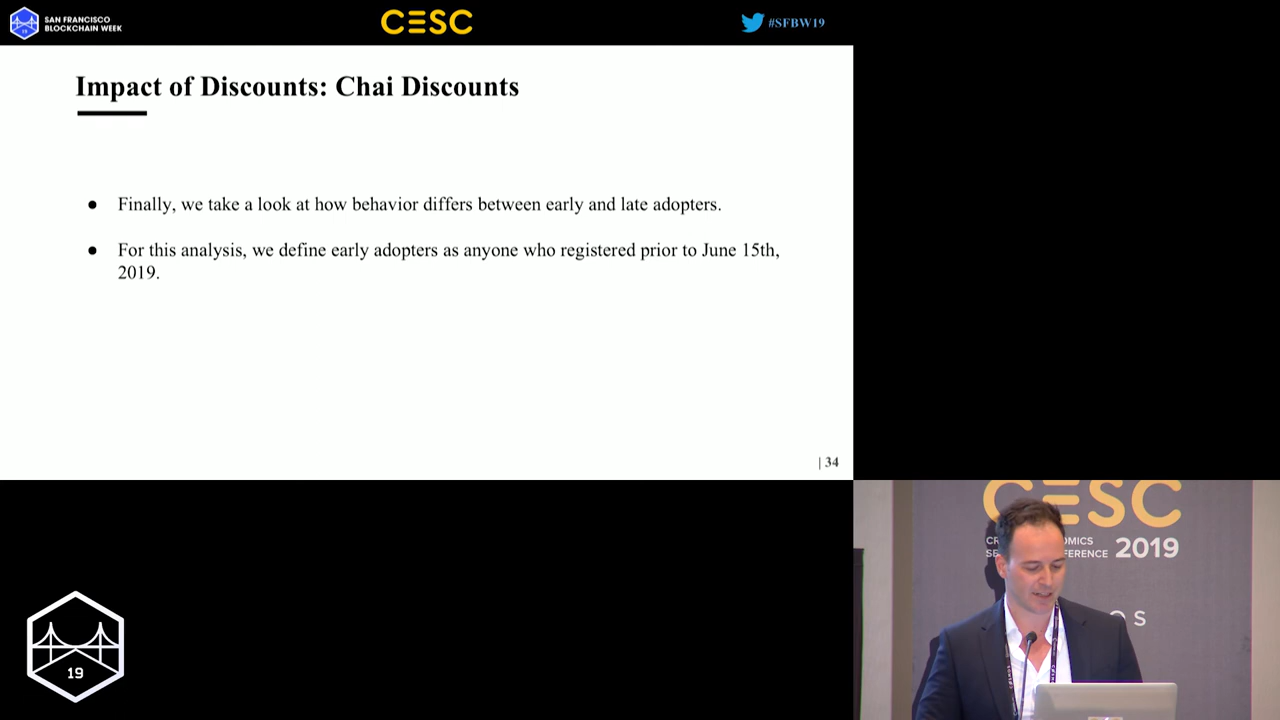 SAN FRANCISCO
BLOCKCHAIN WEEK
19
CESC
#SFBW19
Impact of Discounts: Chai Discounts
● Finally, we take a look at how behavior differs between early and late adopters.
● For this analysis, we define early adopters as anyone who registered prior to June 15th,
2019.
| 34
CESC
2019
19